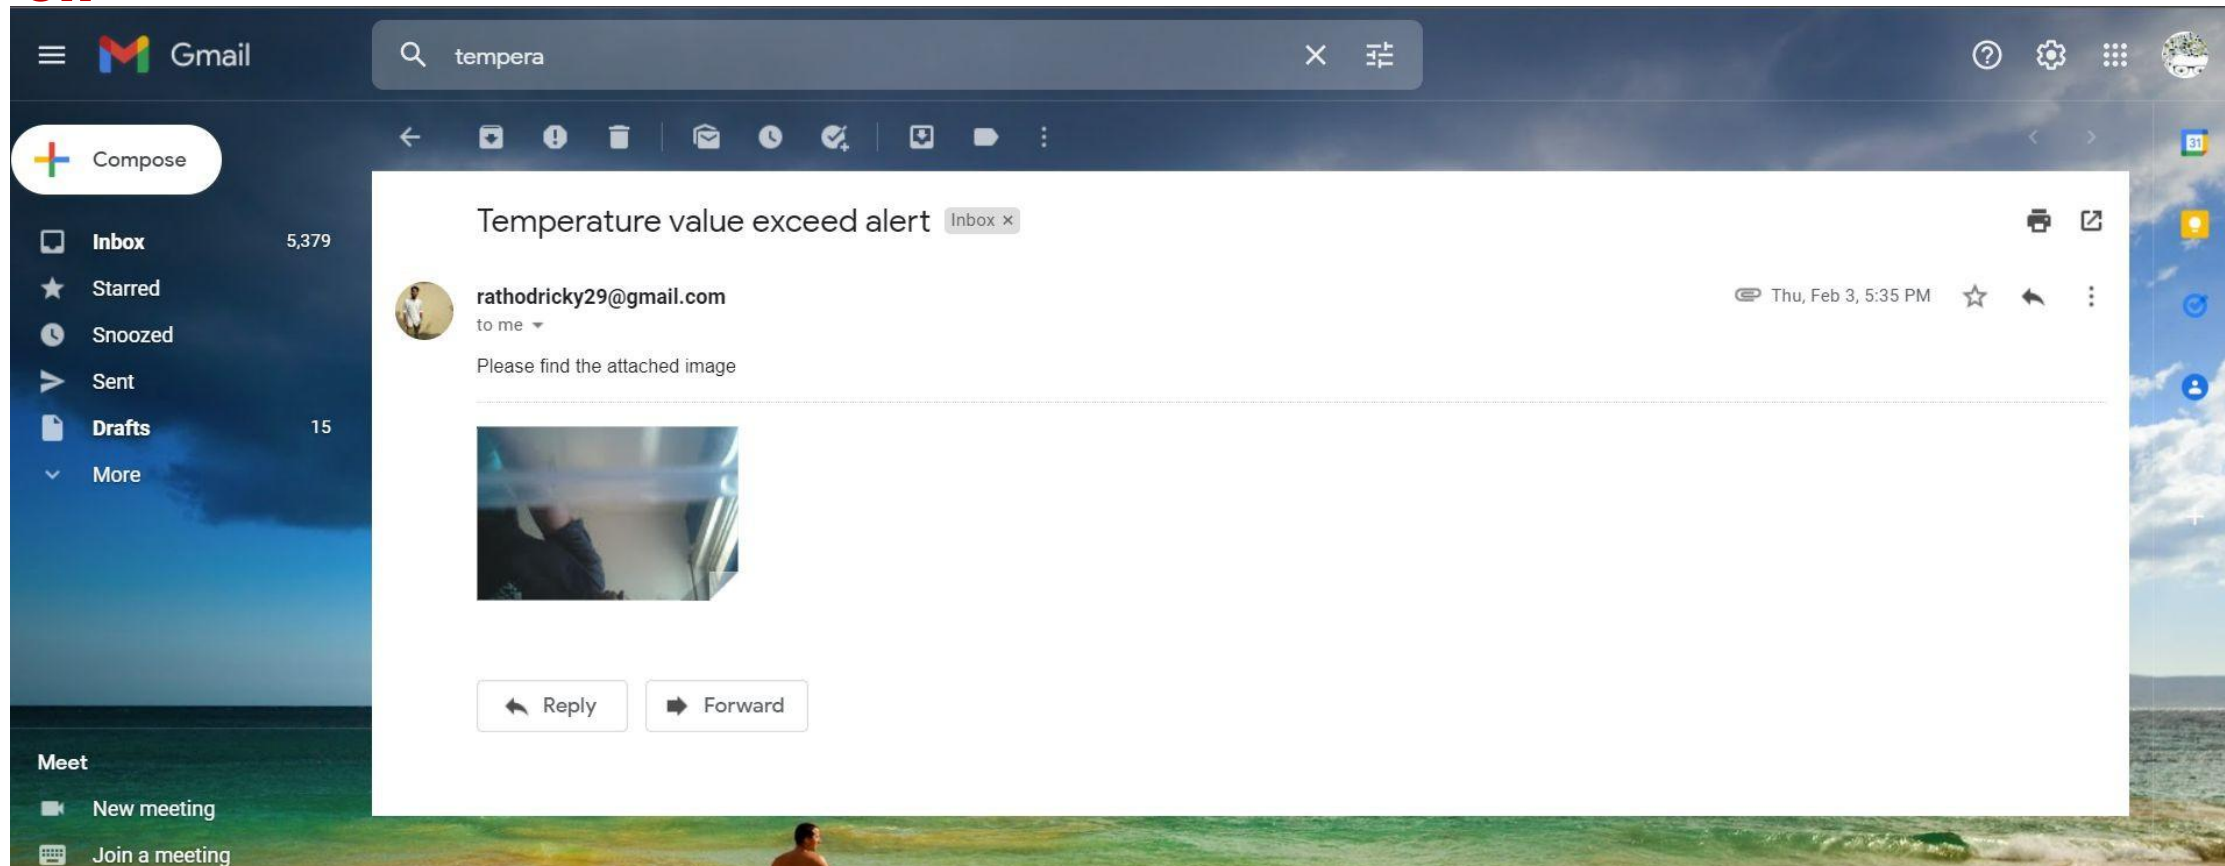 Gmail
tempera
Compose
31
Temperature value exceed alert Inbox ×
Inbox 5,379
rathodricky29@gmail.com Thu, Feb 3, 5:35 PM
Starred
to me
Snoozed
Please find the attached image
Sent
Drafts 15
More
Reply Forward
Meet
New meeting
Join a meeting